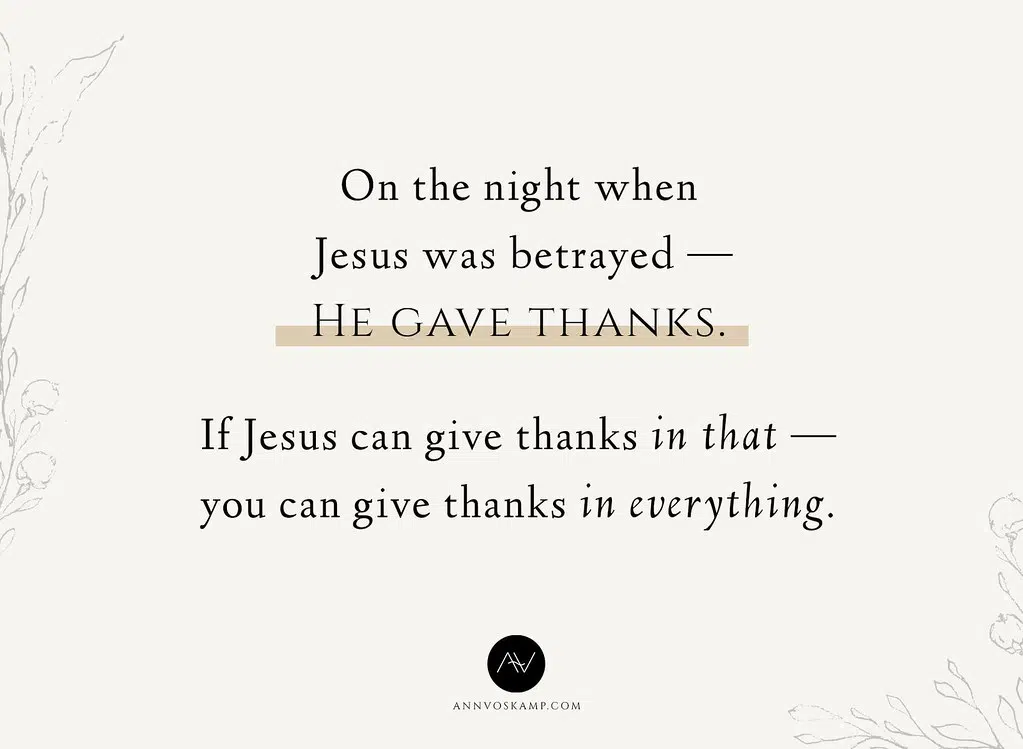 On the night when
Jesus was betrayed —
HE GAVE THANKS.
If Jesus can give thanks in that —
you can give thanks in everything.
AV
ANNVOSKAMP.COM